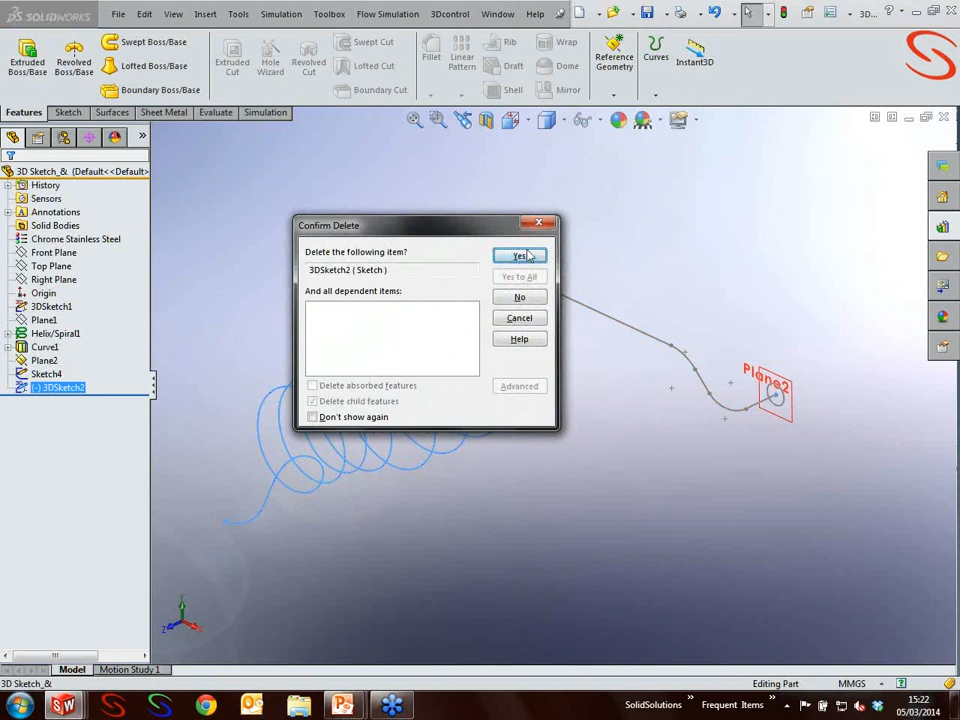 SOLIDWORKS File Edit View Insert Tools Simulation Toolbox Flow Simulation 3Dcontrol Window Help 3D...
Extruded Boss/Base
Revolved Boss/Base
Swept Boss/Base
Lofted Boss/Base
Boundary Boss/Base
Extruded Cut
Hole Wizard
Revolved Cut
Swept Cut
Lofted Cut
Boundary Cut
Fillet
Linear Pattern
Rib
Draft
Shell
Wrap
Dome
Mirror
Reference Geometry
Curves
Instant3D
Features Sketch Surfaces Sheet Metal Evaluate Simulation
3D Sketch_& (Default<<Default>
History
Sensors
Annotations
Solid Bodies
Chrome Stainless Steel
Front Plane
Top Plane
Right Plane
Origin
3DSketch1
Plane1
Helix/Spiral1
Curve1
Plane2
Sketch4
(-) 3DSketch2
Confirm Delete
Delete the following item?
3DSketch2 ( Sketch )
And all dependent items:
Delete absorbed features
Delete child features
Don't show again
Yes
Yes to All
No
Cancel
Help
Advanced
Plane2
Y
Z
X
Model Motion Study 1
3D Sketch_& Editing Part MMGS
SolidSolutions Frequent Items 15:22
05/03/2014